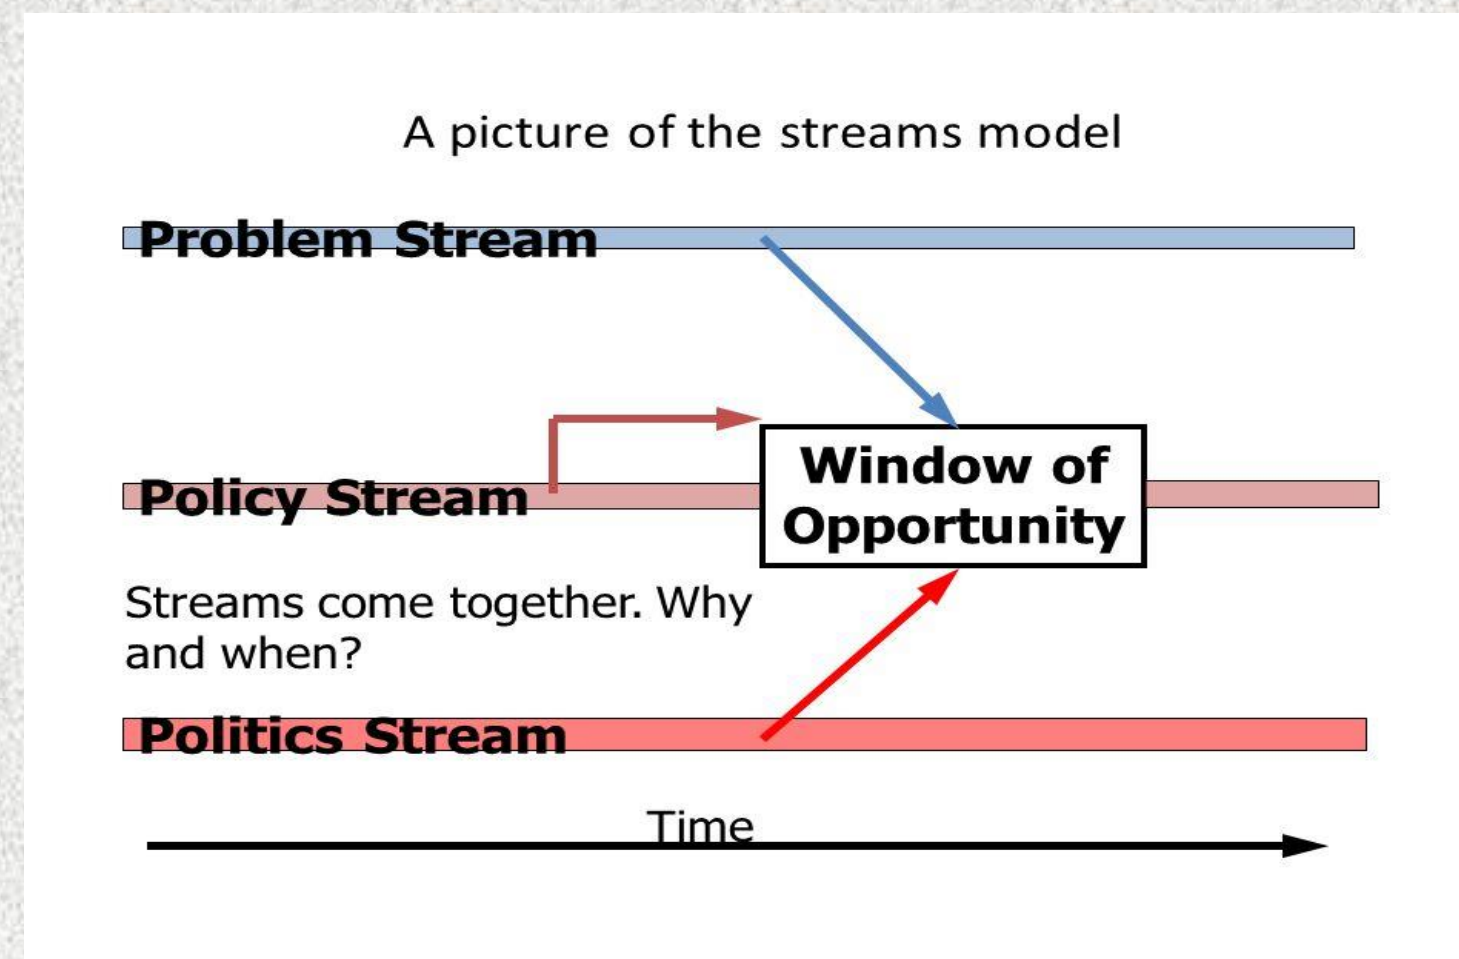 A picture of the streams model
Problem Stream
Policy Stream
Window of
Opportunity
Streams come together. Why
and when?
Politics Stream
Time